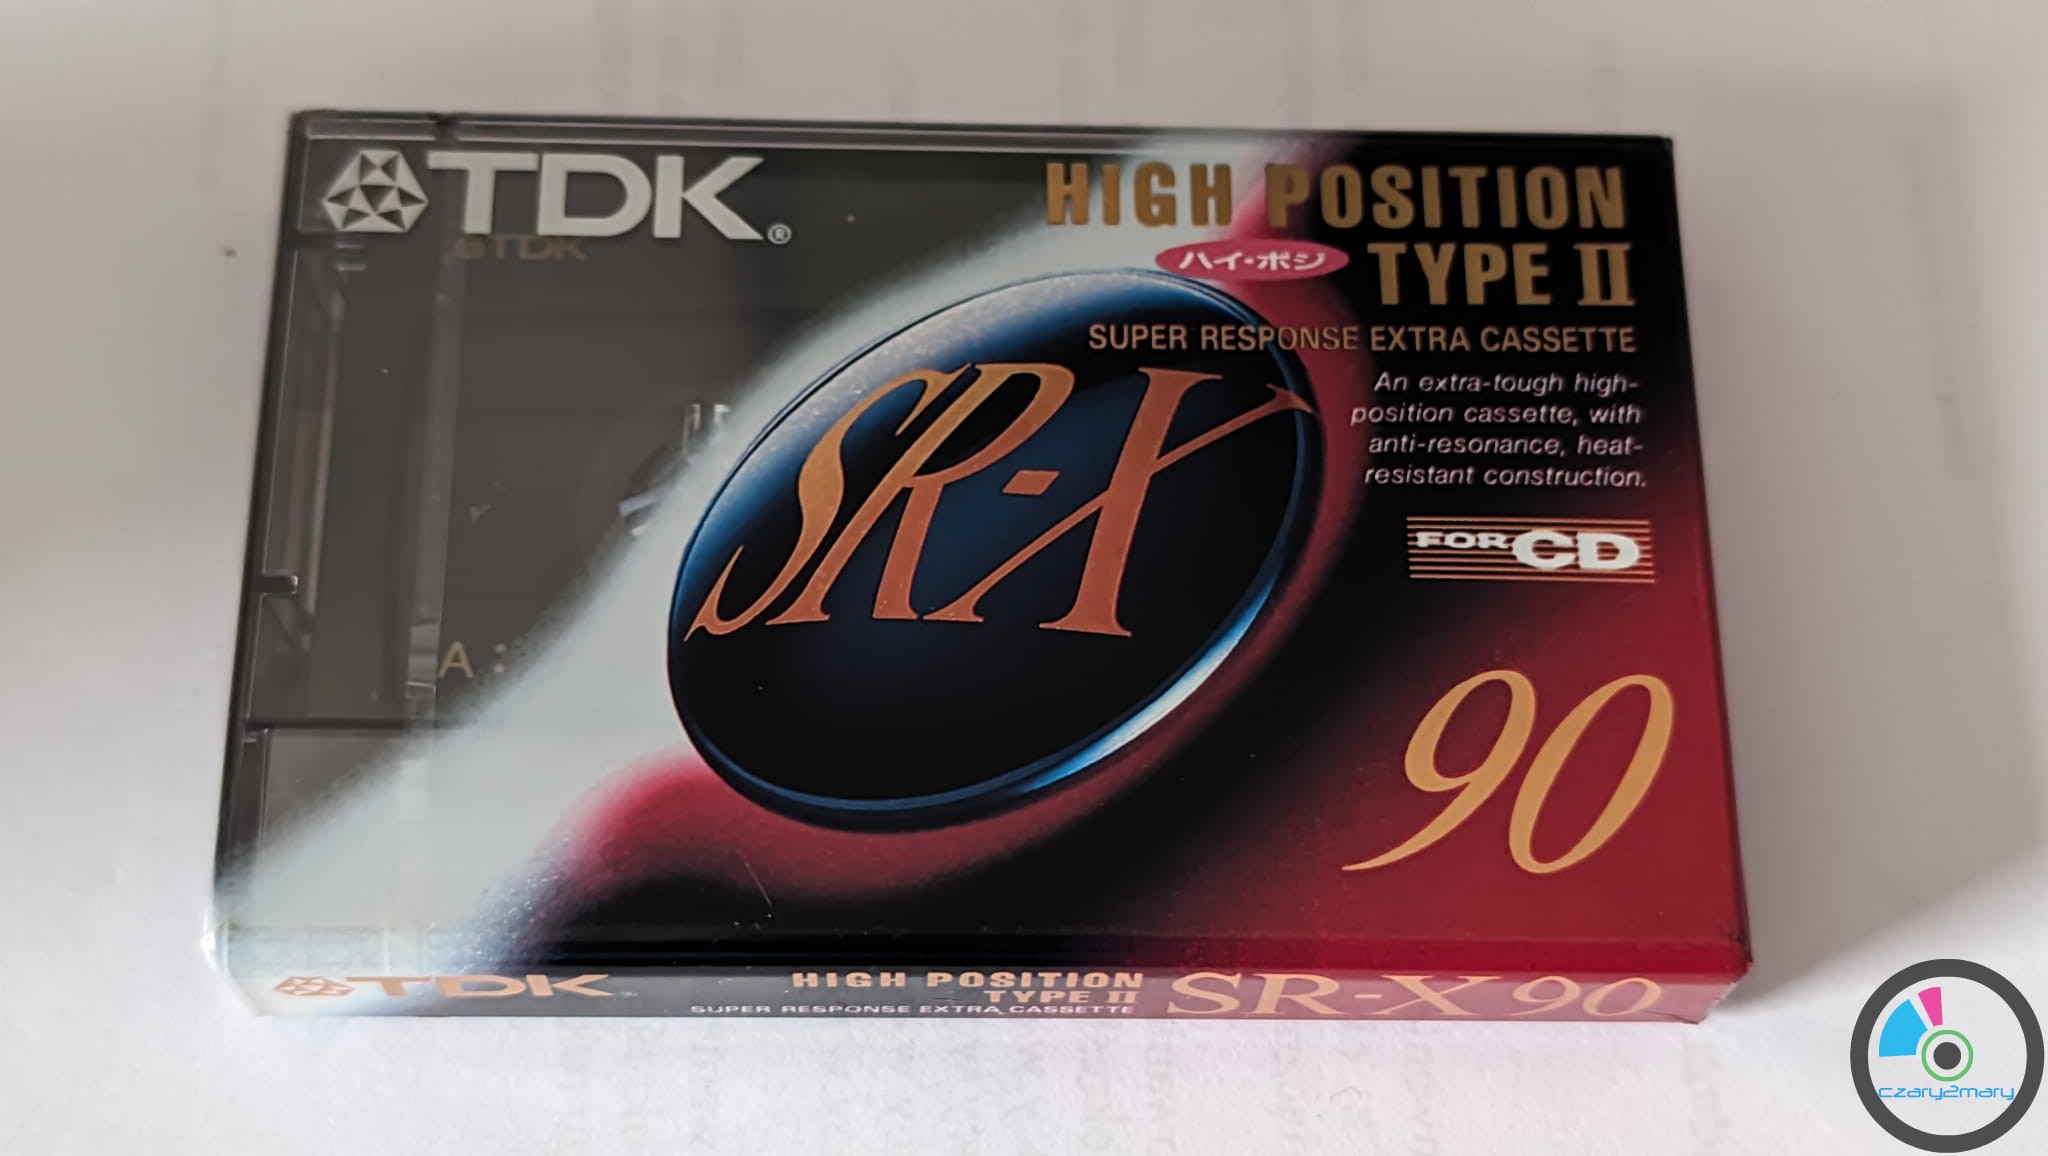 TDK®
TDK
HIGH POSITION
ハイ・ポジ TYPE II
SUPER RESPONSE EXTRA CASSETTE
An extra-tough high-
position cassette, with
anti-resonance, heat-
resistant construction.
SR-X
FOR CD
A :
90
TDK
HIGH POSITION
TYPE II
SUPER RESPONSE EXTRA CASSETTE
SR-X 90
czary2mary